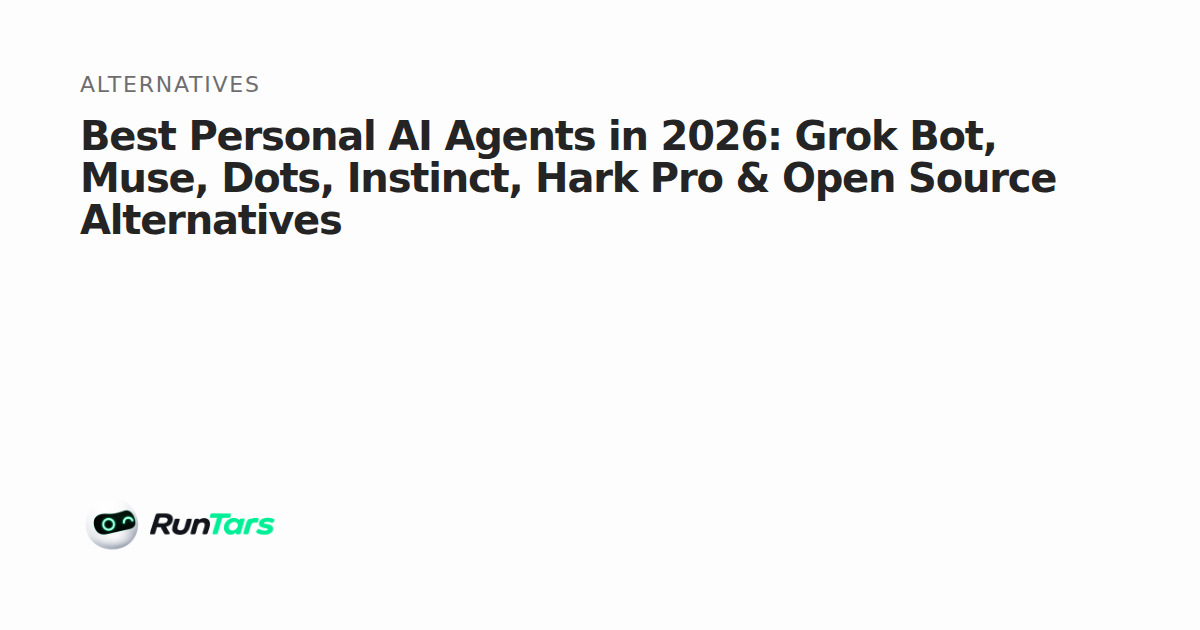 ALTERNATIVES
Best Personal AI Agents in 2026: Grok Bot,
Muse, Dots, Instinct, Hark Pro & Open Source
Alternatives
RunTars